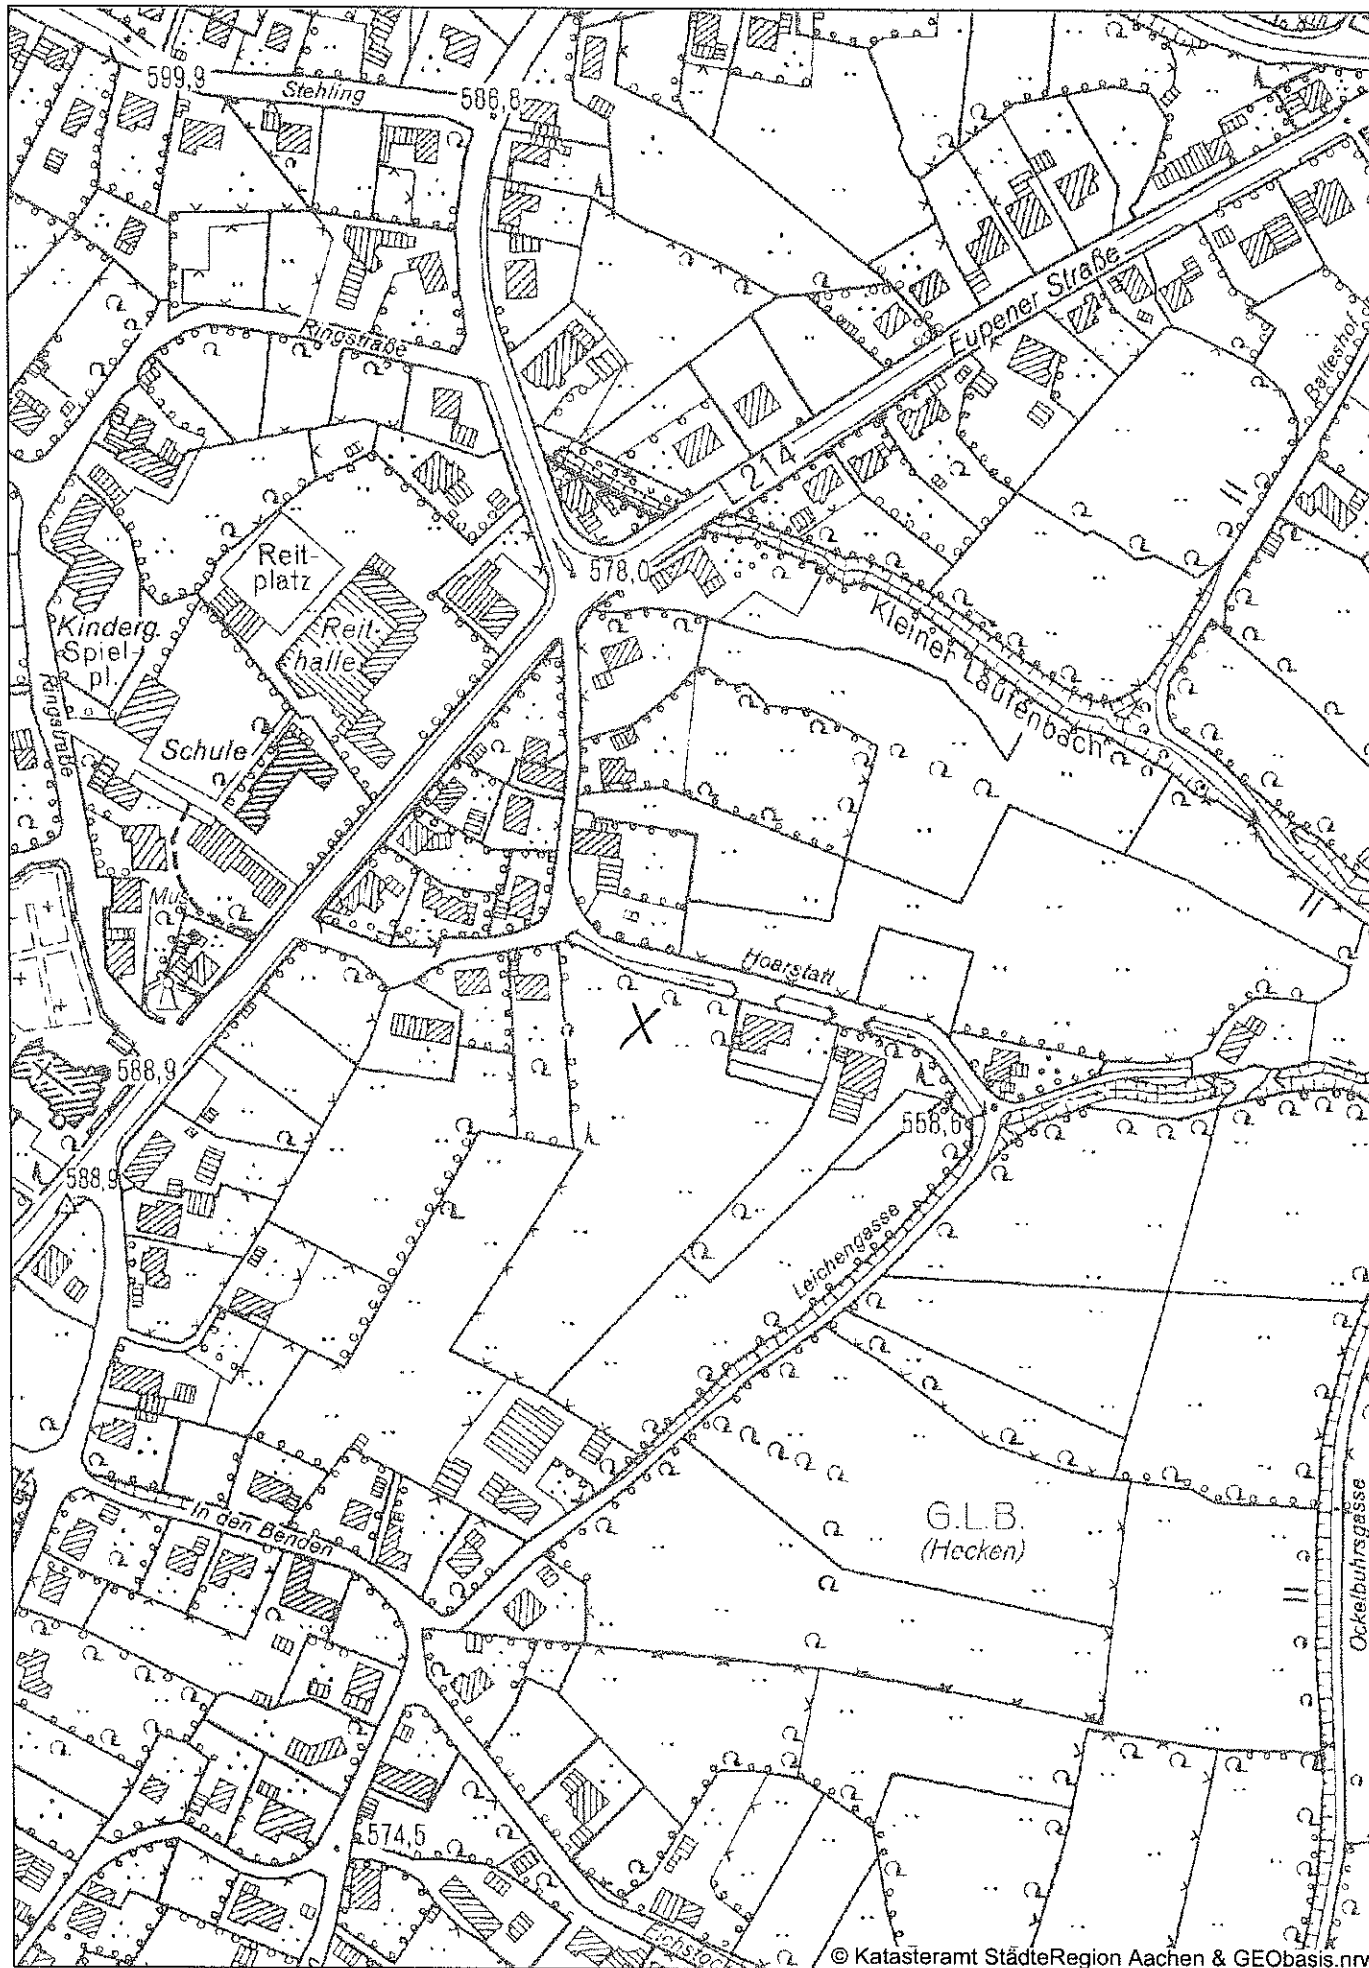 599,9
Stehling
586,8
Ringstraße
Eupener Straße
Balteshof
L 214
Reit-
platz
578,0
Kinderg.
Spiel-
pl.
Reit-
halle
Kleiner Laufenbach
Ringstraße
Schule
Mus.
Hoarstatt
X
588,9
558,6
588,9
Leichengasse
G.L.B.
(Hecken)
In den Benden
Ockelbuhrsgasse
574,5
© Katasteramt StädteRegion Aachen & GEObasis.nrw